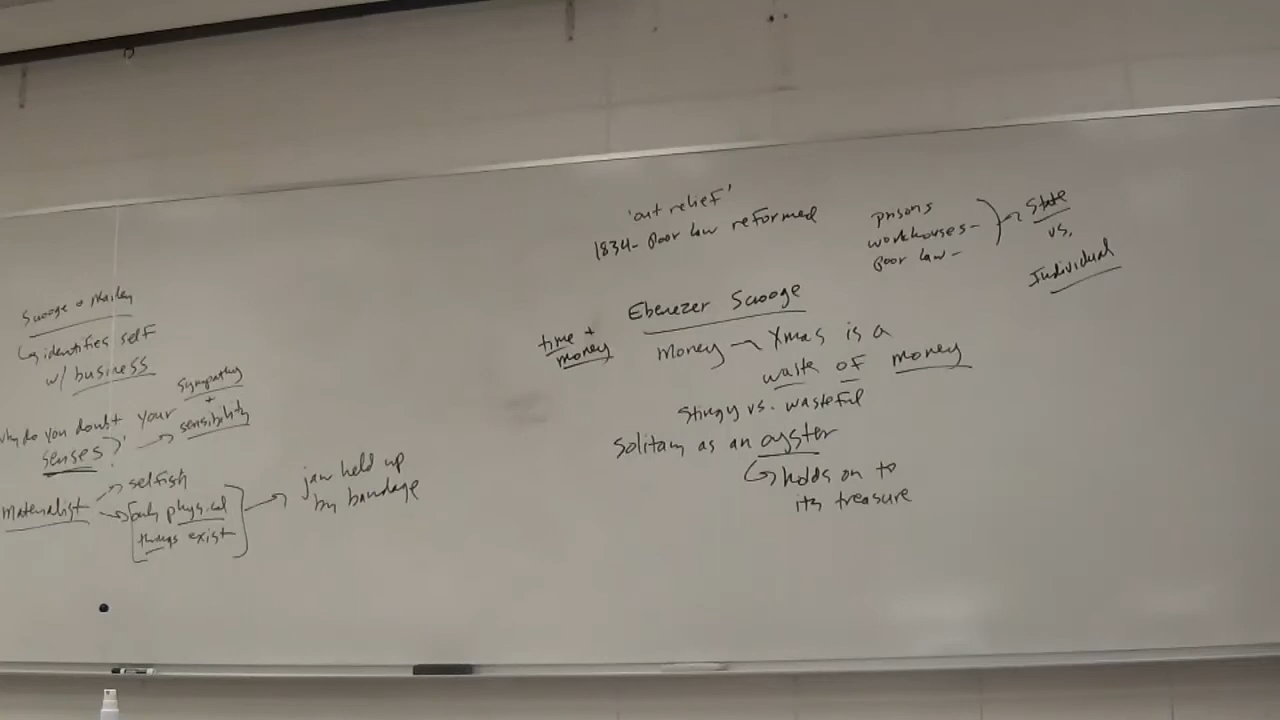 Scrooge + Marley
↳ identifies self
w/ business
sympathy
+
sensibility
why do you doubt your
senses?' →
Materialist → selfish
→ [only physical
things exist] →
jaw held up
by bandage
'out relief'
1834 - Poor law reformed
prisons
workhouses -
Poor law -
State
vs.
Individual
Ebenezer Scrooge
time +
money
Money - Xmas is a
waste of money
Stingy vs. wasteful
Solitary as an oyster
↳ holds on to
its treasure